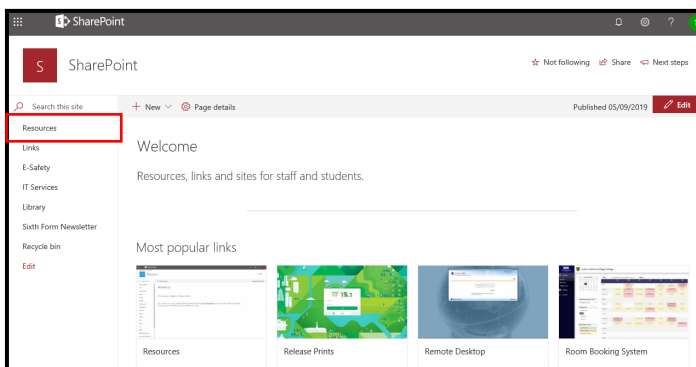 SharePoint
?
S SharePoint
Not following Share Next steps
Search this site
+ New Page details
Published 05/09/2019 Edit
Resources
Links
E-Safety
IT Services
Library
Sixth Form Newsletter
Recycle bin
Edit
Welcome
Resources, links and sites for staff and students.
Most popular links
Resources
Release Prints
Remote Desktop
Room Booking System